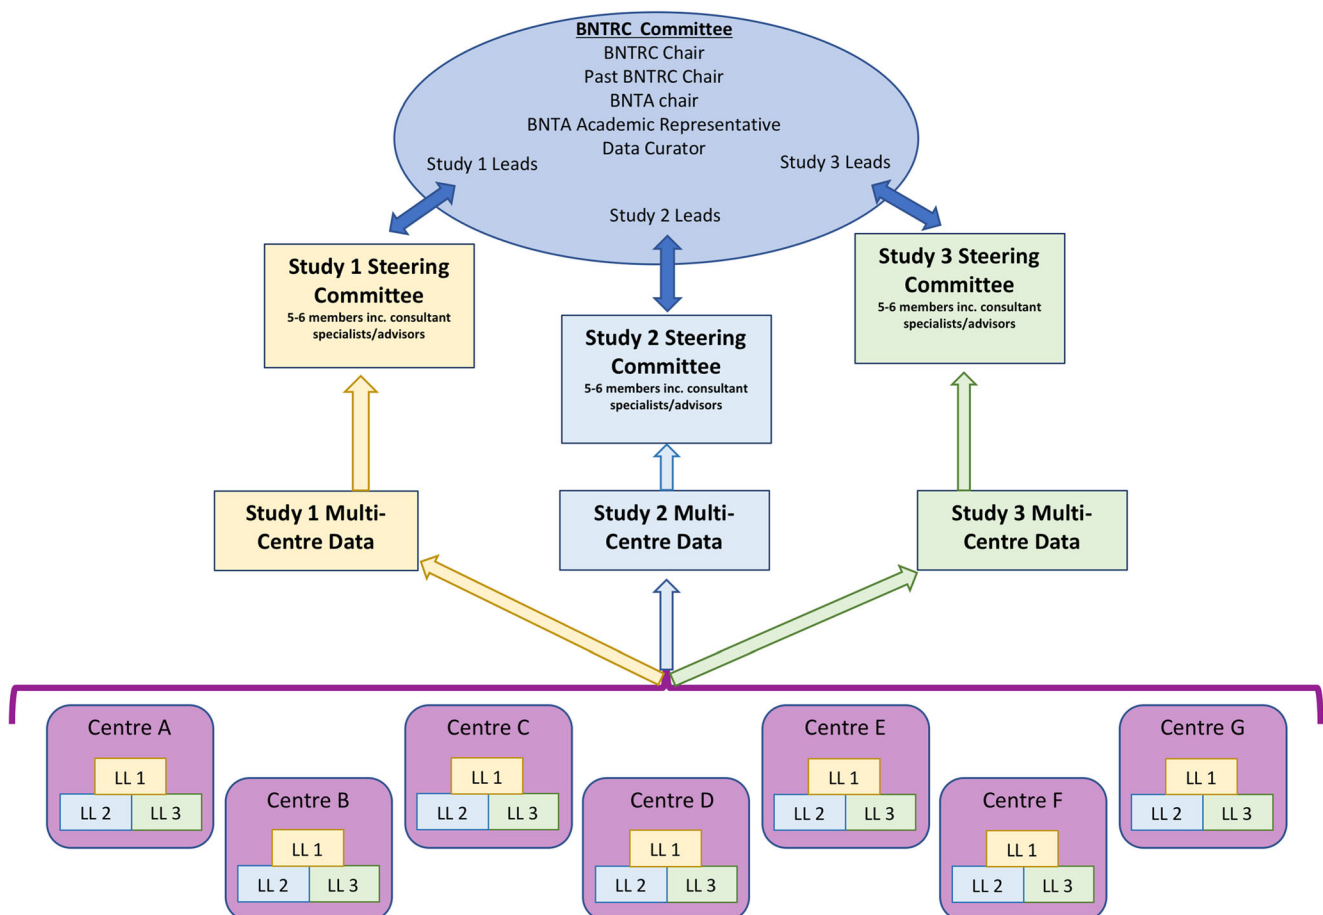 BNTRC Committee
BNTRC Chair
Past BNTRC Chair
BNTA chair
BNTA Academic Representative
Data Curator
Study 1 Leads
Study 3 Leads
Study 2 Leads
Study 1 Steering
Committee
5-6 members inc. consultant
specialists/advisors
Study 2 Steering
Committee
5-6 members inc. consultant
specialists/advisors
Study 3 Steering
Committee
5-6 members inc. consultant
specialists/advisors
Study 1 Multi-
Centre Data
Study 2 Multi-
Centre Data
Study 3 Multi-
Centre Data
Centre A
LL 1
LL 2
LL 3
Centre B
LL 1
LL 2
LL 3
Centre C
LL 1
LL 2
LL 3
Centre D
LL 1
LL 2
LL 3
Centre E
LL 1
LL 2
LL 3
Centre F
LL 1
LL 2
LL 3
Centre G
LL 1
LL 2
LL 3